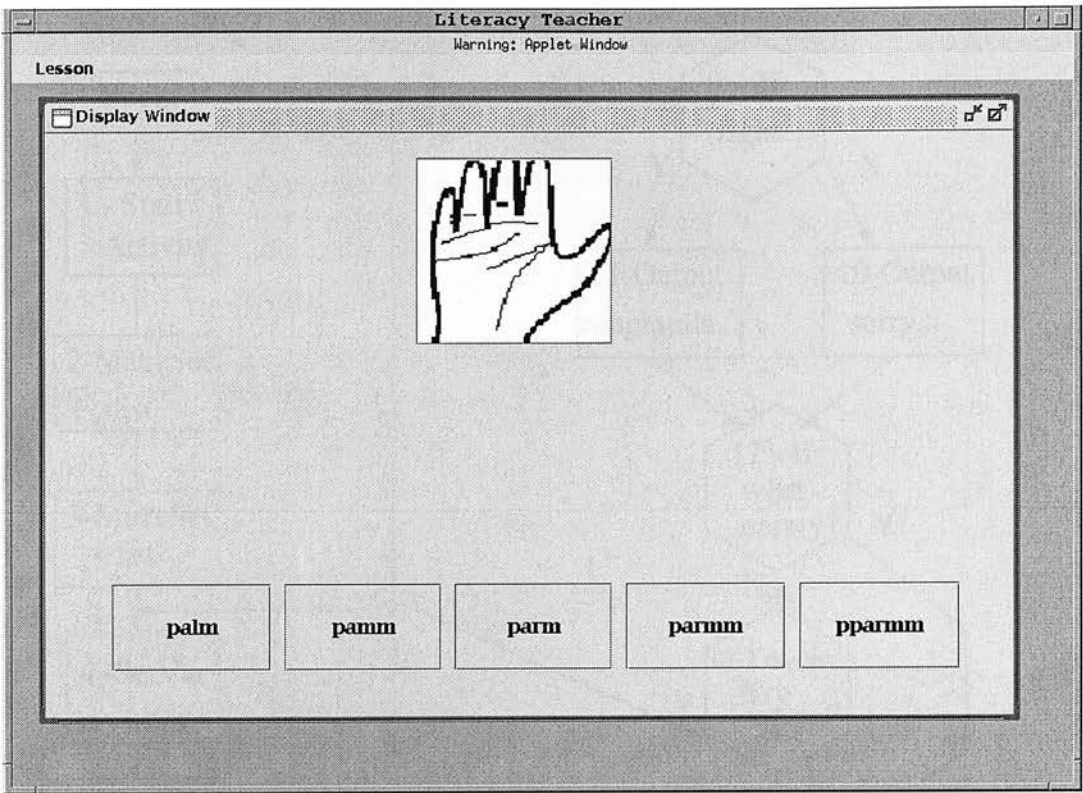 Literacy Teacher
Warning: Applet Window
Lesson
Display Window
palm pamm parm parmm pparmm